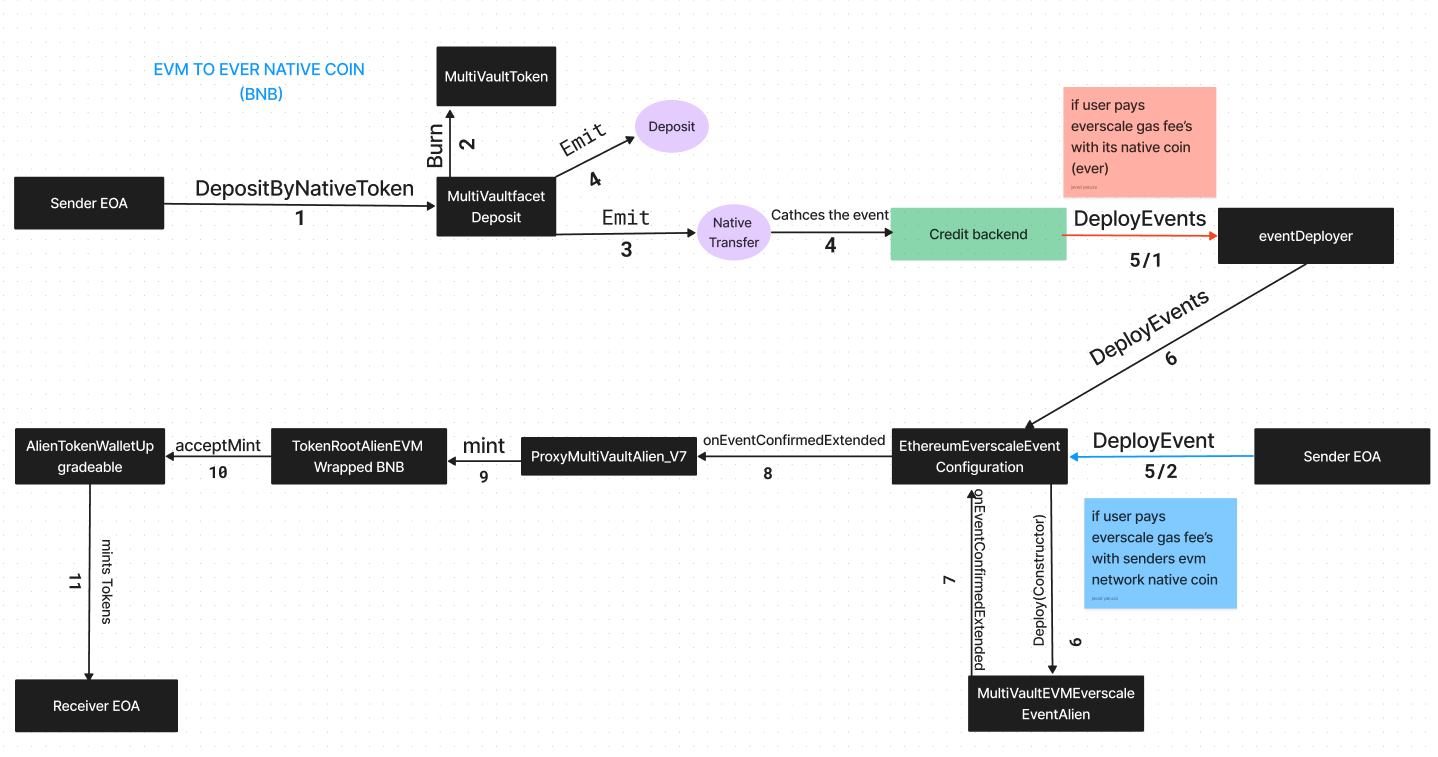 EVM TO EVER NATIVE COIN
(BNB)
MultiVaultToken
Burn
2
Emit
4
Deposit
Sender EOA
DepositByNativeToken
1
MultiVaultfacet
Deposit
Emit
3
Native
Transfer
Cathces the event
4
Credit backend
if user pays
everscale gas fee's
with its native coin
(ever)
DeployEvents
5/1
eventDeployer
DeployEvents
6
AlienTokenWalletUp
gradeable
acceptMint
10
TokenRootAlienEVM
Wrapped BNB
mint
9
ProxyMultiVaultAlien_V7
onEventConfirmedExtended
8
EthereumEverscaleEvent
Configuration
DeployEvent
5/2
Sender EOA
if user pays
everscale gas fee's
with senders evm
network native coin
11
mints Tokens
7
onEventConfirmedExtended
Deploy(Constructor)
6
Receiver EOA
MultiVaultEVMEverscale
EventAlien